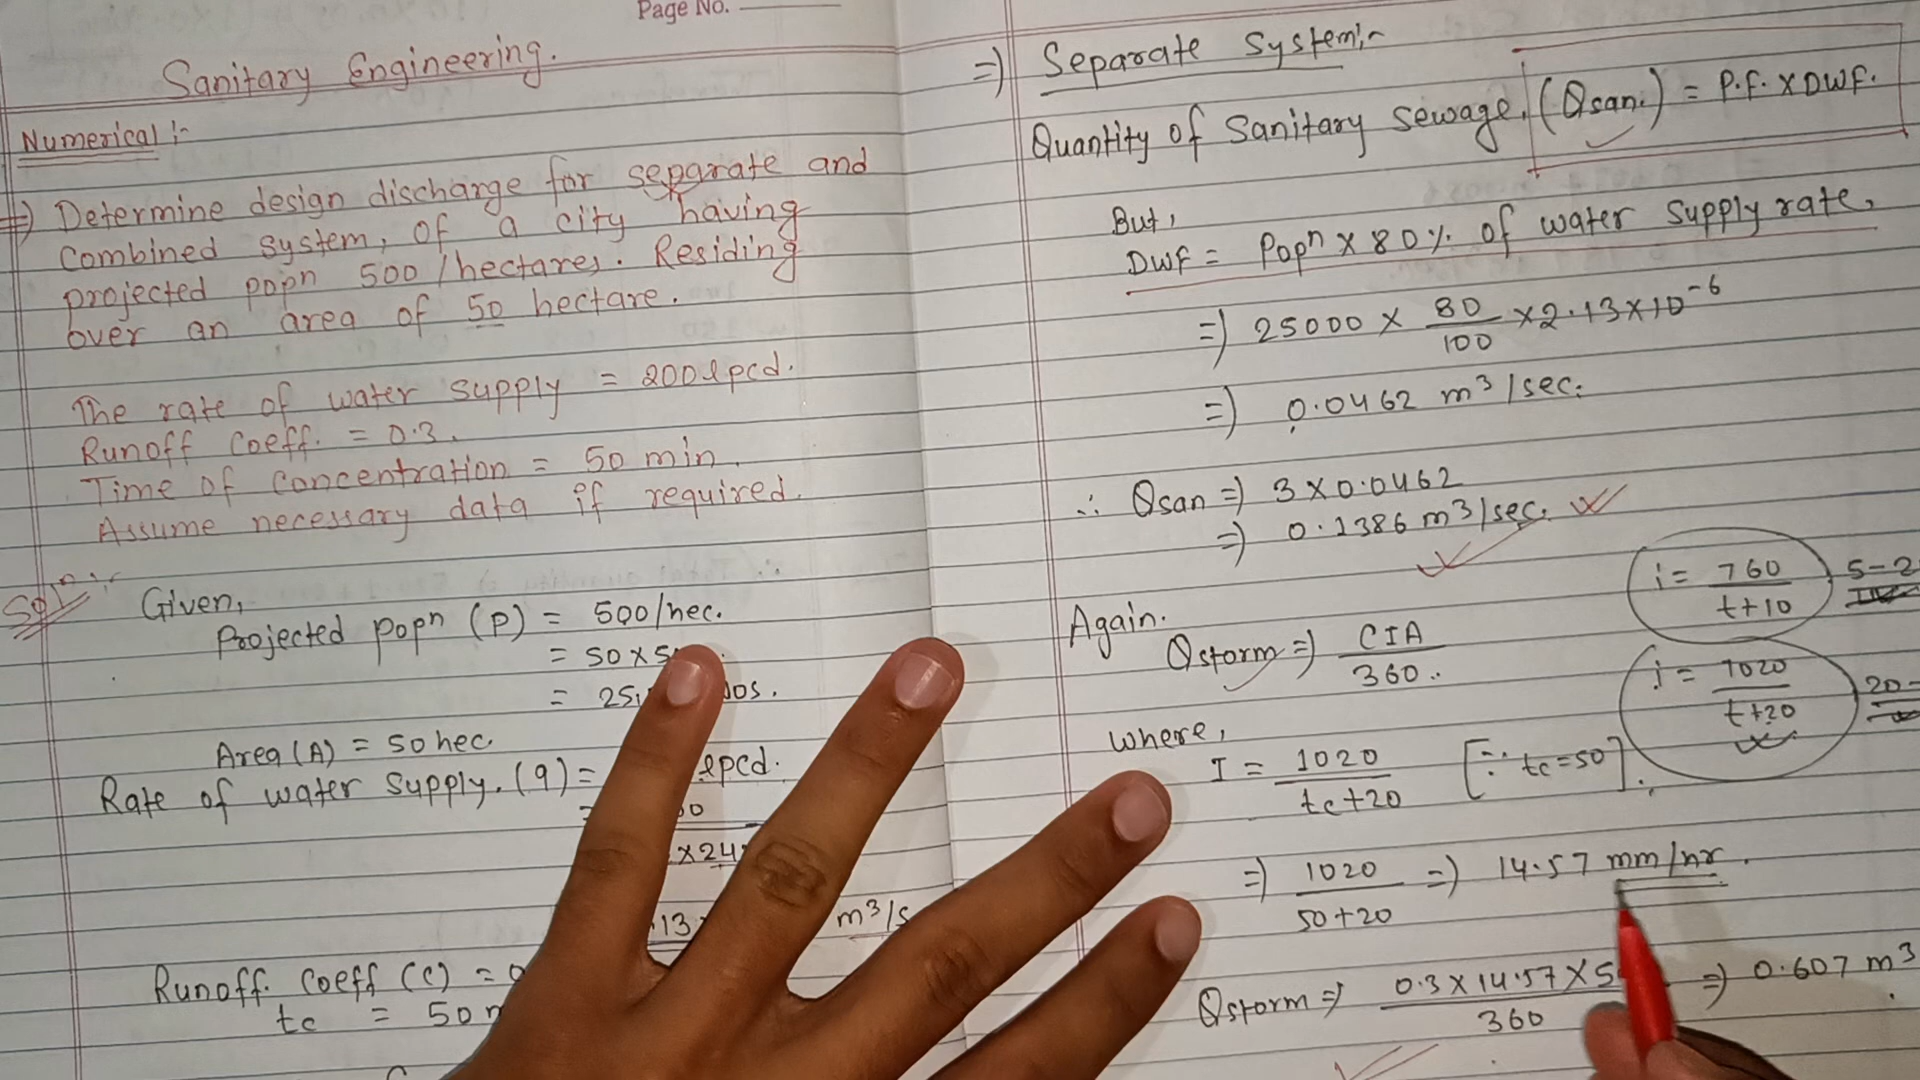 Page No.
Sanitary Engineering.
Numerical :-
=) Determine design discharge for separate and
combined system, of a city having
projected popn 500/hectares. Residing
over an area of 50 hectare.
The rate of water supply = 200 lpcd.
Runoff coeff. = 0.3.
Time of concentration = 50 min.
Assume necessary data if required.
Soln :-
Given,
Projected popn (P) = 500/hec.
= 50 x
= 25
Area (A) = 50 hec.
Rate of water supply. (q) = lpcd.
=
x24
13 m³/s
Runoff. Coeff (C) =
tc = 50
=) Separate System:-
Quantity of Sanitary Sewage, (Qsan.) = P.F. x DWF.
But,
DWF = Popn x 80% of water supply rate.
=) 25000 x 80/100 x 2.13 x 10-6
=) 0.0462 m³/sec.
∴ Qsan =) 3 x 0.0462
=) 0.1386 m³/sec.
i = 760/t+10
Again.
Qstorm =) CIA/360..
i = 1020/t+20
where,
I = 1020/tc+20 [∵ tc=50].
=) 1020/50+20 =) 14.57 mm/hr.
Qstorm =) 0.3 x 14.57 x 5 /360 =) 0.607 m³